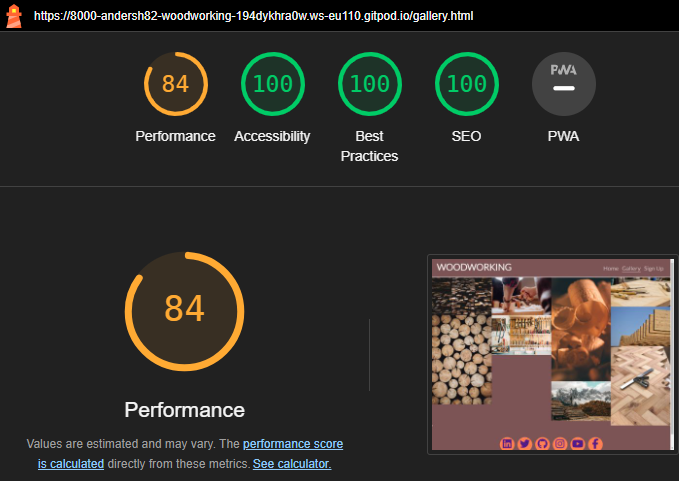 https://8000-andersh82-woodworking-194dykhra0w.ws-eu110.gitpod.io/gallery.html
84
100
100
100
PWA
Performance
Accessibility
Best
Practices
SEO
PWA
84
WOODWORKING
Home Gallery Sign Up
Performance
Values are estimated and may vary. The performance score
is calculated directly from these metrics. See calculator.